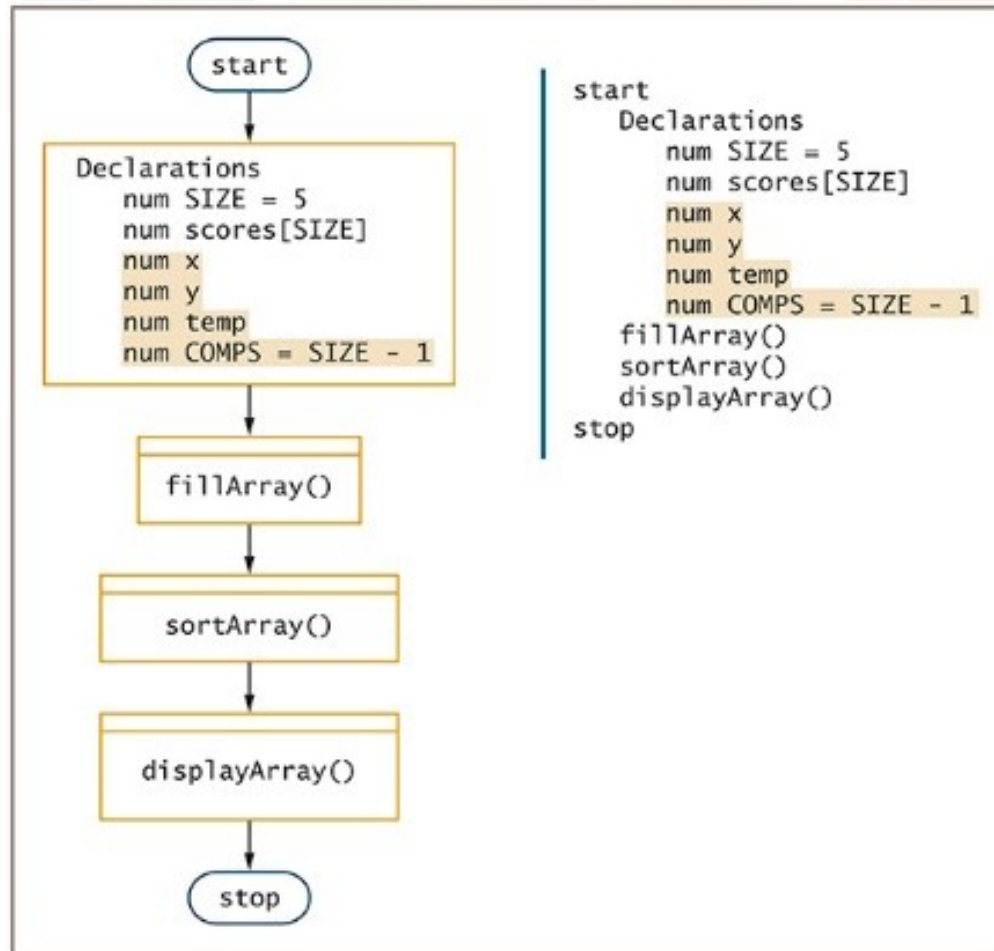 start
Declarations
num SIZE = 5
num scores[SIZE]
num x
num y
num temp
num COMPS = SIZE - 1
fillArray()
sortArray()
displayArray()
stop
start
Declarations
num SIZE = 5
num scores[SIZE]
num x
num y
num temp
num COMPS = SIZE - 1
fillArray()
sortArray()
displayArray()
stop